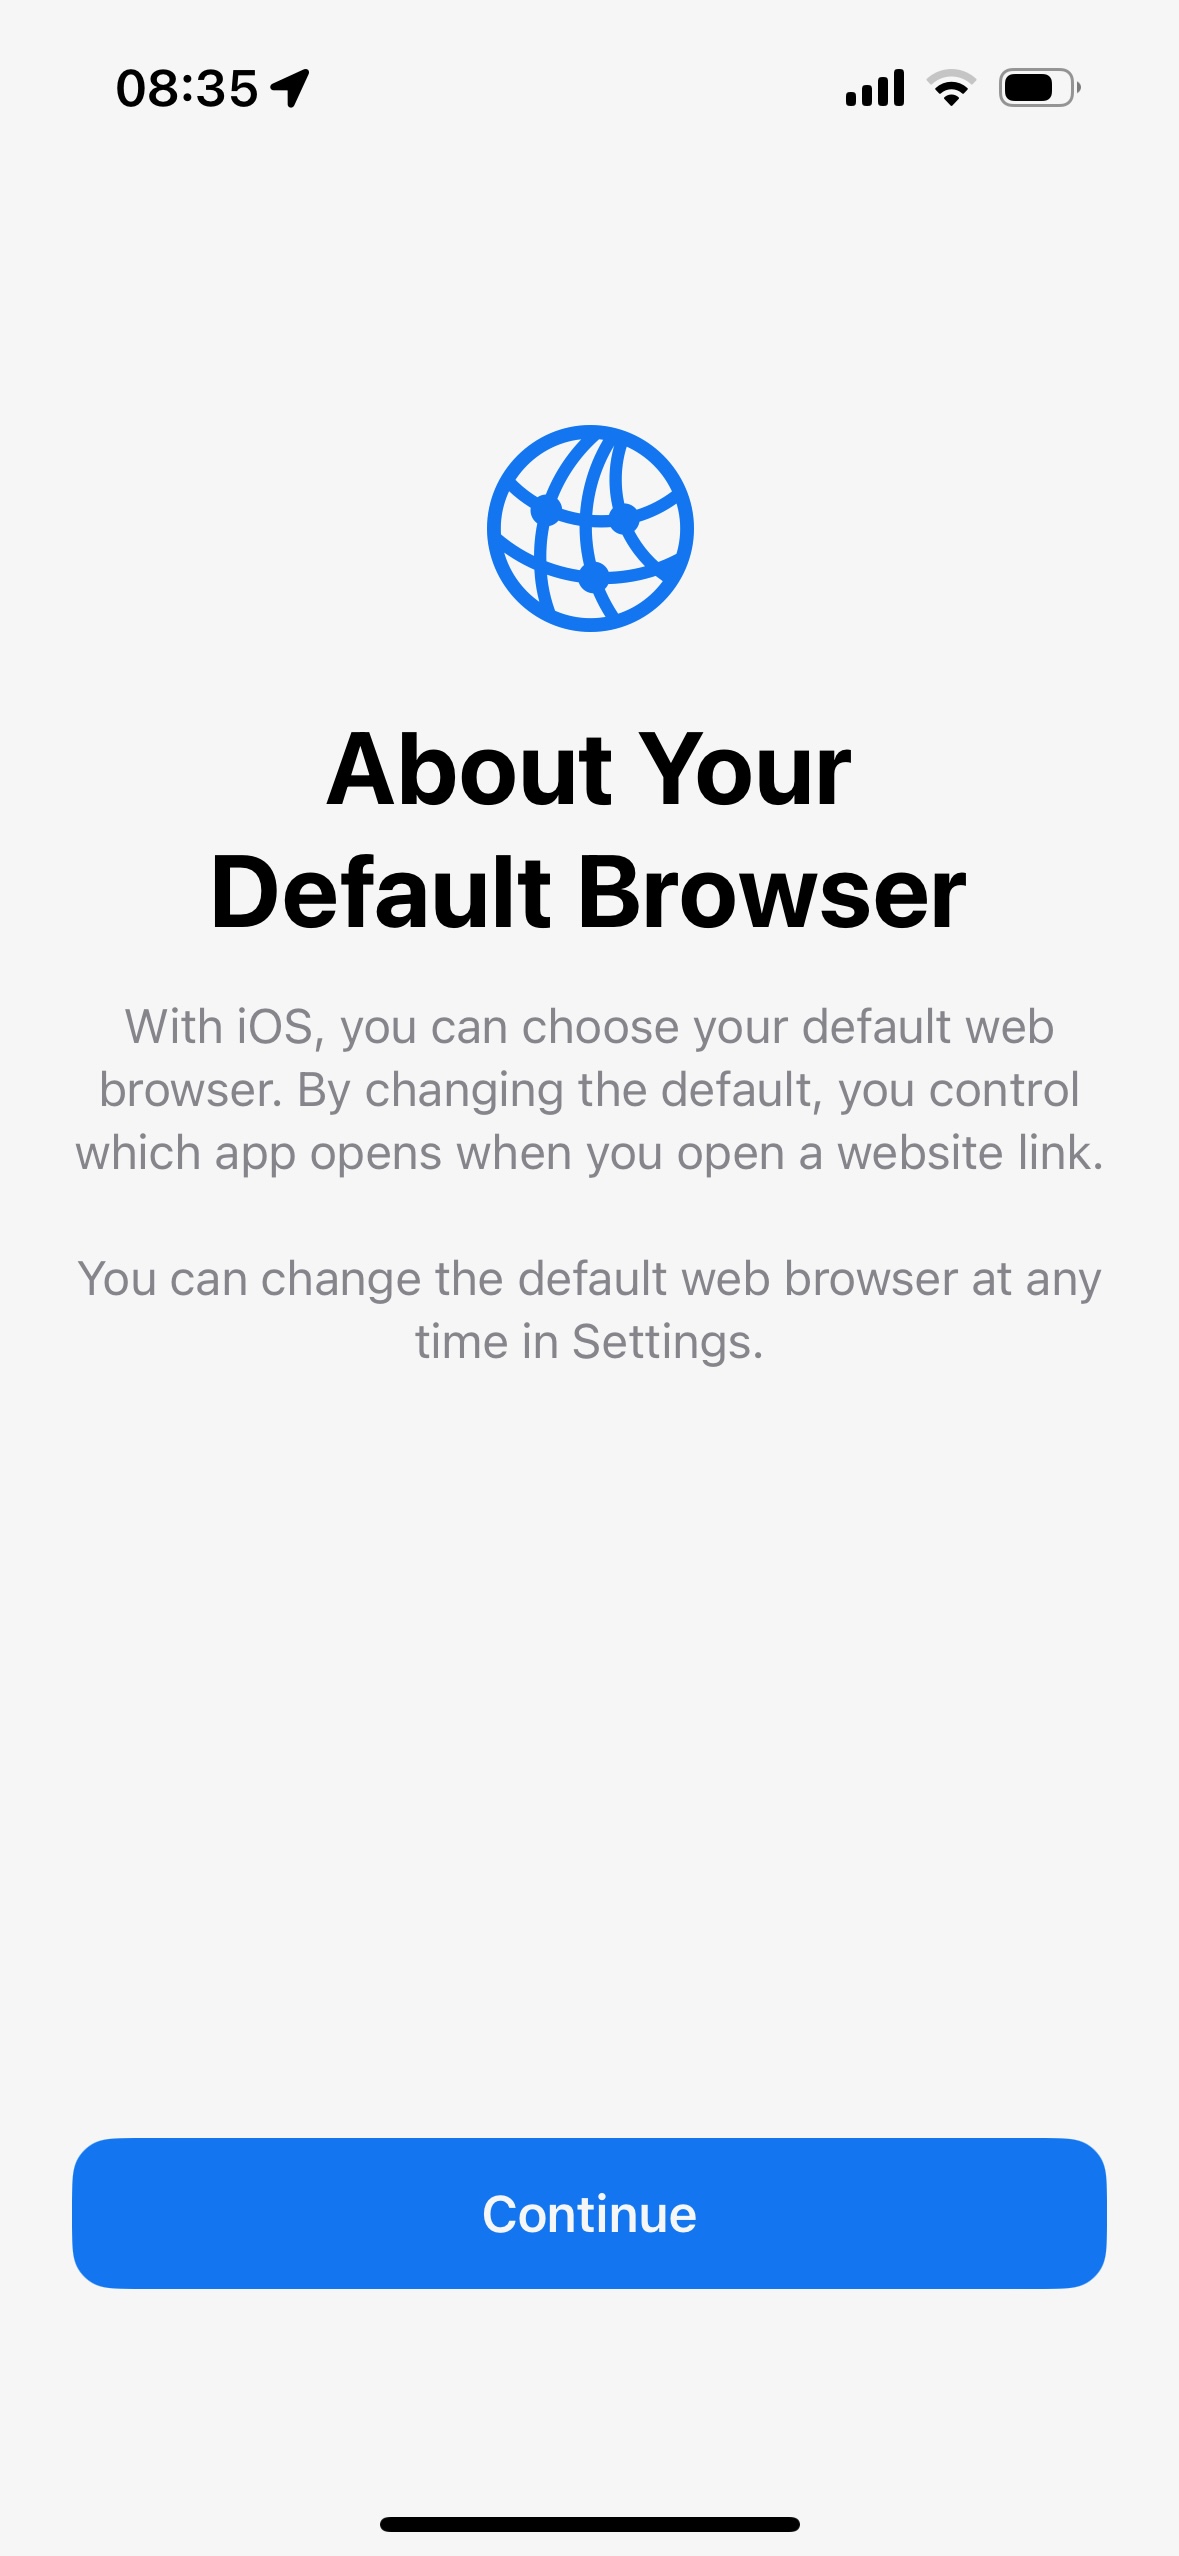 08:35
About Your
Default Browser
With iOS, you can choose your default web
browser. By changing the default, you control
which app opens when you open a website link.
You can change the default web browser at any
time in Settings.
Continue